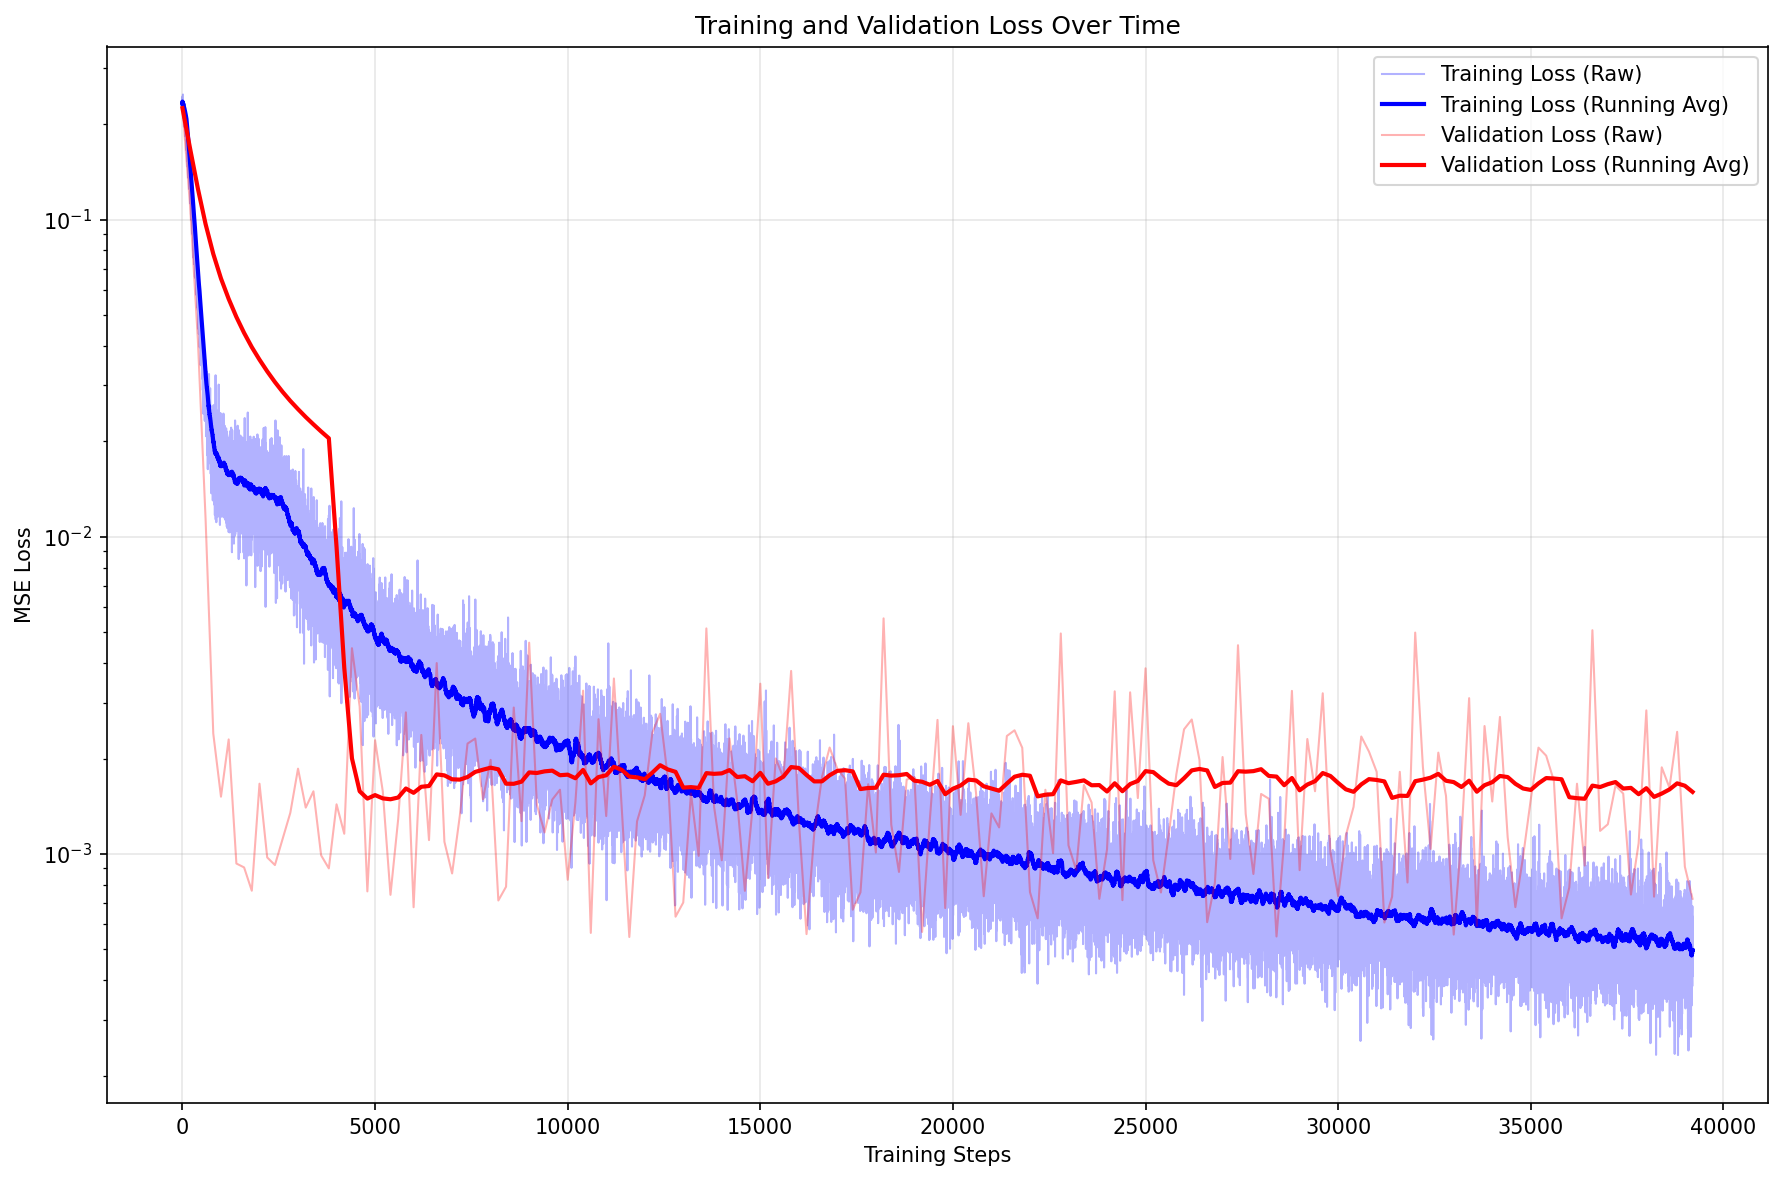 Training and Validation Loss Over Time
Training Loss (Raw)
Training Loss (Running Avg)
Validation Loss (Raw)
Validation Loss (Running Avg)
MSE Loss
10⁻¹
10⁻²
10⁻³
0 5000 10000 15000 20000 25000 30000 35000 40000
Training Steps